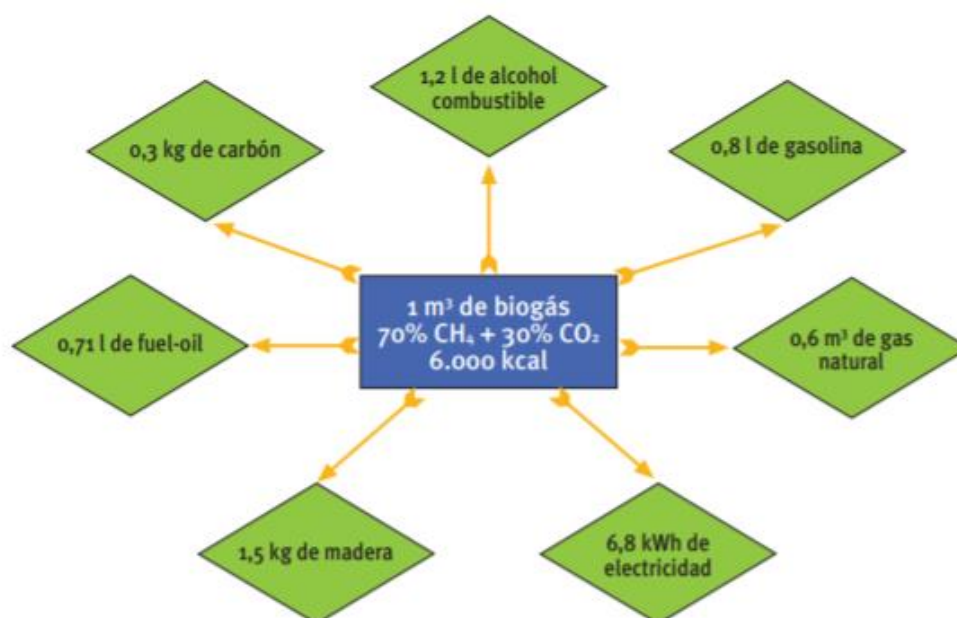 1,2 l de alcohol
combustible
0,3 kg de carbón
0,8 l de gasolina
1 m³ de biogás
70% CH₄ + 30% CO₂
6.000 kcal
0,71 l de fuel-oil
0,6 m³ de gas
natural
1,5 kg de madera
6,8 kWh de
electricidad